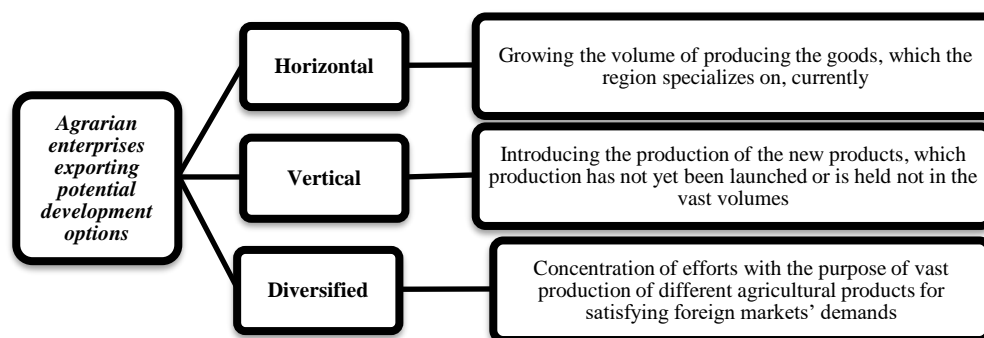 Agrarian
enterprises
exporting
potential
development
options
Horizontal
Growing the volume of producing the goods, which the
region specializes on, currently
Vertical
Introducing the production of the new products, which
production has not yet been launched or is held not in the
vast volumes
Diversified
Concentration of efforts with the purpose of vast
production of different agricultural products for
satisfying foreign markets’ demands